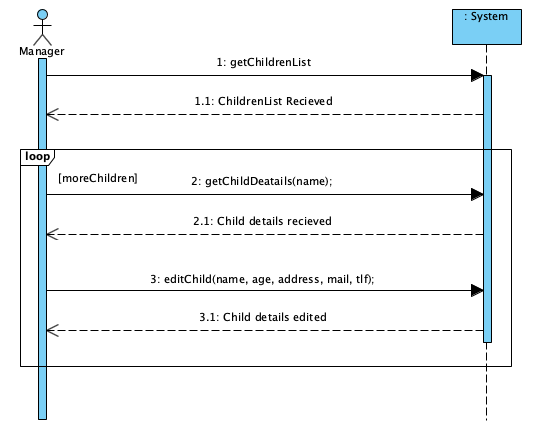 : System
Manager
1: getChildrenList
1.1: ChildrenList Recieved
loop
[moreChildren]
2: getChildDeatails(name);
2.1: Child details recieved
3: editChild(name, age, address, mail, tlf);
3.1: Child details edited